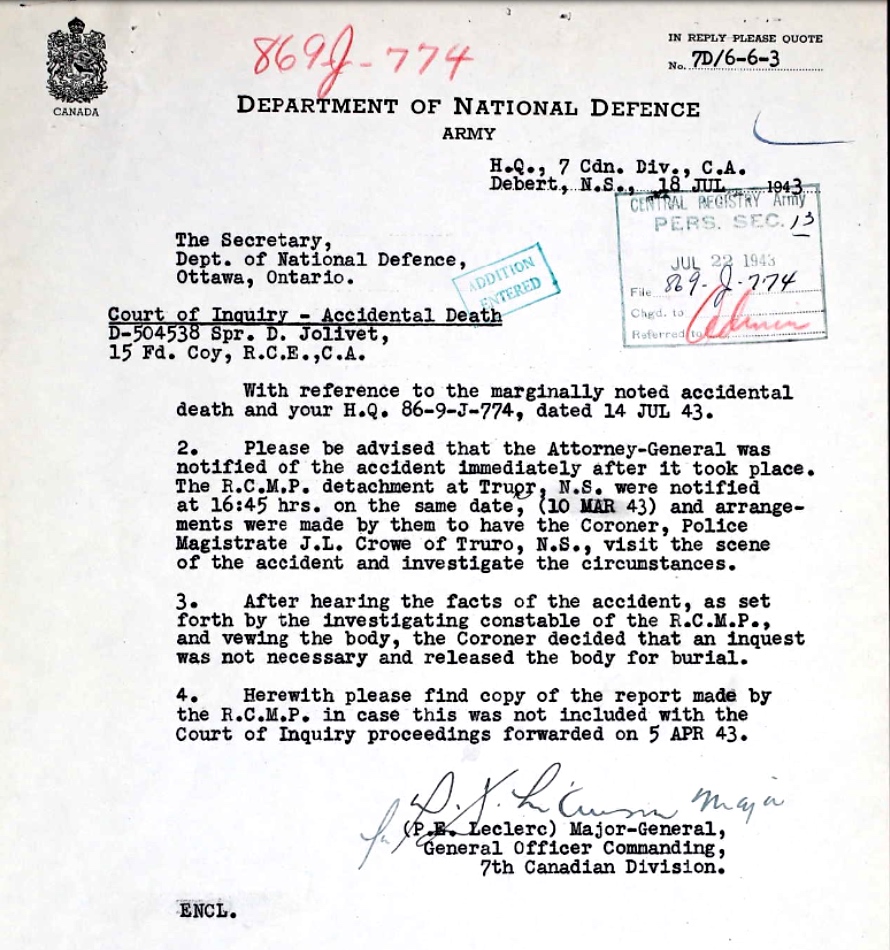 869J-774
IN REPLY PLEASE QUOTE
No. 7D/6-6-3
CANADA
DEPARTMENT OF NATIONAL DEFENCE
ARMY
H.Q., 7 Cdn. Div., C.A.
Debert, N.S., 18 JUL 1943
CENTRAL REGISTRY Army
PERS. SEC. 13
JUL 22 1943
File 869-J-774
Chgd. to
Referred to Admin
The Secretary,
Dept. of National Defence,
Ottawa, Ontario.
ADDITION
ENTERED
Court of Inquiry - Accidental Death
D-504538 Spr. D. Jolivet,
15 Fd. Coy, R.C.E.,C.A.
With reference to the marginally noted accidental
death and your H.Q. 86-9-J-774, dated 14 JUL 43.
2. Please be advised that the Attorney-General was
notified of the accident immediately after it took place.
The R.C.M.P. detachment at Truor, N.S. were notified
at 16:45 hrs. on the same date, (10 MAR 43) and arrange-
ments were made by them to have the Coroner, Police
Magistrate J.L. Crowe of Truro, N.S., visit the scene
of the accident and investigate the circumstances.
3. After hearing the facts of the accident, as set
forth by the investigating constable of the R.C.M.P.,
and vewing the body, the Coroner decided that an inquest
was not necessary and released the body for burial.
4. Herewith please find copy of the report made by
the R.C.M.P. in case this was not included with the
Court of Inquiry proceedings forwarded on 5 APR 43.
Major
(P.E. Leclerc) Major-General,
General Officer Commanding,
7th Canadian Division.
ENCL.